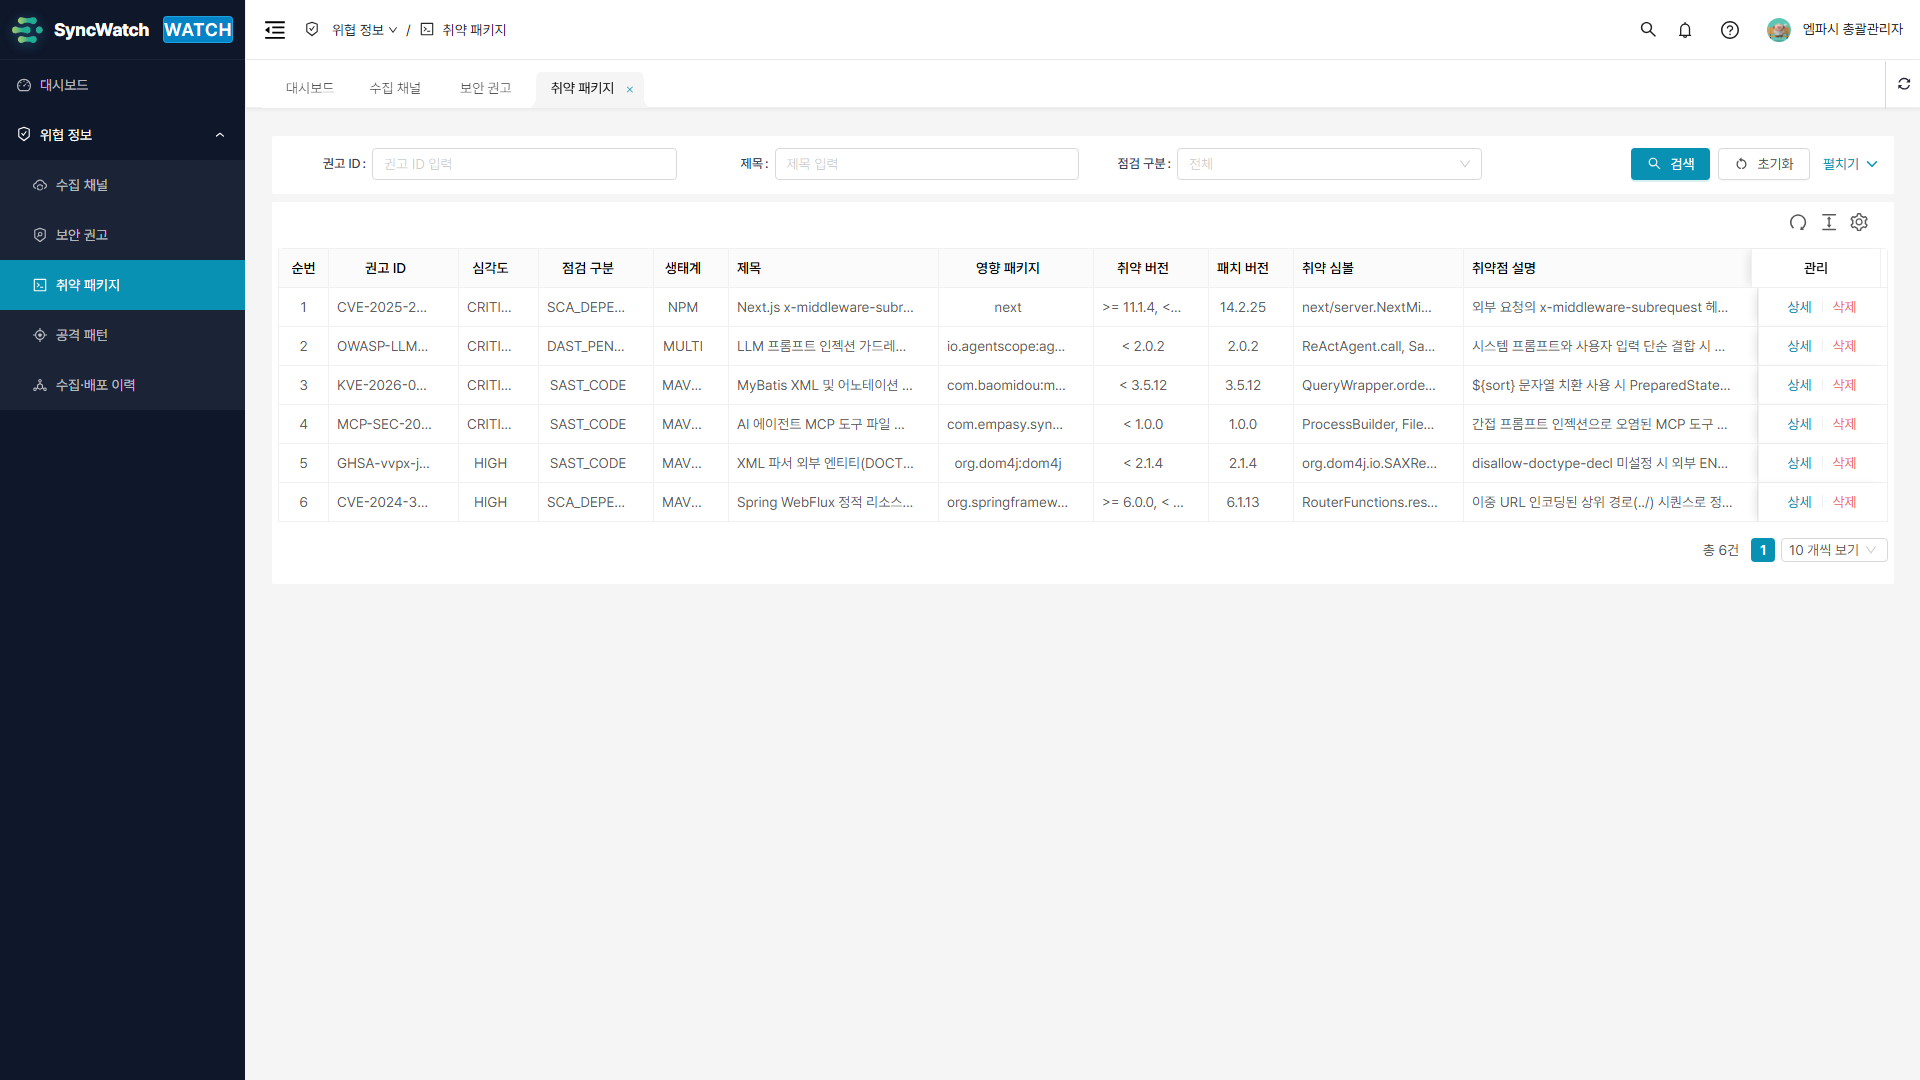 SyncWatch WATCH
위협 정보 / 취약 패키지
엠파시 총괄관리자
대시보드
위협 정보
수집 채널
보안 권고
취약 패키지
공격 패턴
수집·배포 이력
대시보드 수집 채널 보안 권고 취약 패키지 ×
권고 ID : 권고 ID 입력 제목 : 제목 입력 점검 구분 : 전체 검색 초기화 펼치기
순번 권고 ID 심각도 점검 구분 생태계 제목 영향 패키지 취약 버전 패치 버전 취약 심볼 취약점 설명 관리
1 CVE-2025-2... CRITI... SCA_DEPE... NPM Next.js x-middleware-subr... next >= 11.1.4, <... 14.2.25 next/server.NextMi... 외부 요청의 x-middleware-subrequest 헤... 상세 삭제
2 OWASP-LLM... CRITI... DAST_PEN... MULTI LLM 프롬프트 인젝션 가드레... io.agentscope:ag... < 2.0.2 2.0.2 ReActAgent.call, Sa... 시스템 프롬프트와 사용자 입력 단순 결합 시 ... 상세 삭제
3 KVE-2026-0... CRITI... SAST_CODE MAV... MyBatis XML 및 어노테이션 ... com.baomidou:m... < 3.5.12 3.5.12 QueryWrapper.orde... ${sort} 문자열 치환 사용 시 PreparedState... 상세 삭제
4 MCP-SEC-20... CRITI... SAST_CODE MAV... AI 에이전트 MCP 도구 파일 ... com.empasy.syn... < 1.0.0 1.0.0 ProcessBuilder, File... 간접 프롬프트 인젝션으로 오염된 MCP 도구 ... 상세 삭제
5 GHSA-vvpx-j... HIGH SAST_CODE MAV... XML 파서 외부 엔티티(DOCT... org.dom4j:dom4j < 2.1.4 2.1.4 org.dom4j.io.SAXRe... disallow-doctype-decl 미설정 시 외부 EN... 상세 삭제
6 CVE-2024-3... HIGH SCA_DEPE... MAV... Spring WebFlux 정적 리소스... org.springframew... >= 6.0.0, < ... 6.1.13 RouterFunctions.res... 이중 URL 인코딩된 상위 경로(../) 시퀀스로 정... 상세 삭제
총 6건 1 10 개씩 보기